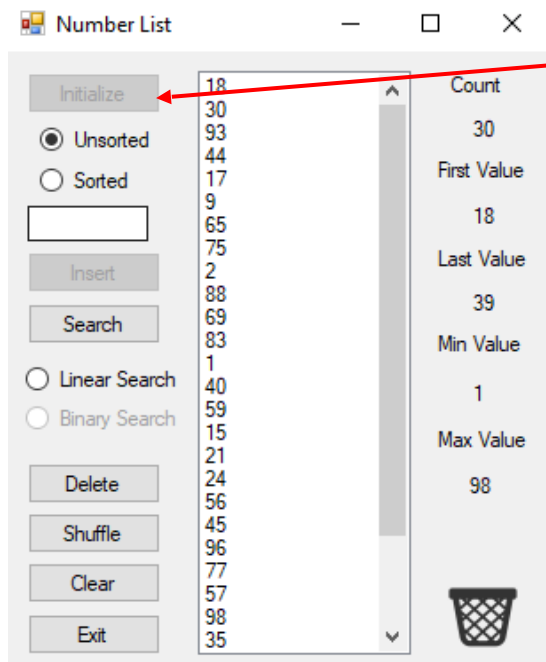 Number List
Initialize
Unsorted
Sorted
Insert
Search
Linear Search
Binary Search
Delete
Shuffle
Clear
Exit
18
30
93
44
17
9
65
75
2
88
69
83
1
40
59
15
21
24
56
45
96
77
57
98
35
Count
30
First Value
18
Last Value
39
Min Value
1
Max Value
98